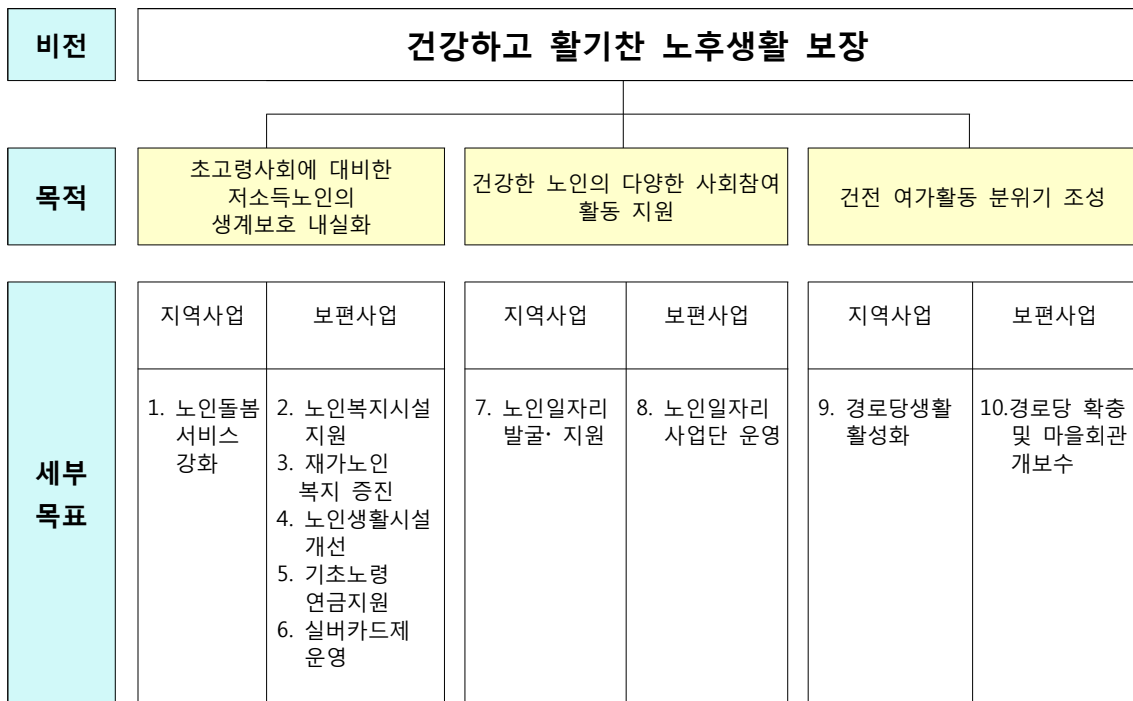 비전
건강하고 활기찬 노후생활 보장
목적
초고령사회에 대비한
저소득노인의
생계보호 내실화
건강한 노인의 다양한 사회참여
활동 지원
건전 여가활동 분위기 조성
세부
목표
지역사업
보편사업
1. 노인돌봄
서비스
강화
2. 노인복지시설
지원
3. 재가노인
복지 증진
4. 노인생활시설
개선
5. 기초노령
연금지원
6. 실버카드제
운영
지역사업
보편사업
7. 노인일자리
발굴· 지원
8. 노인일자리
사업단 운영
지역사업
보편사업
9. 경로당생활
활성화
10.경로당 확충
및 마을회관
개보수